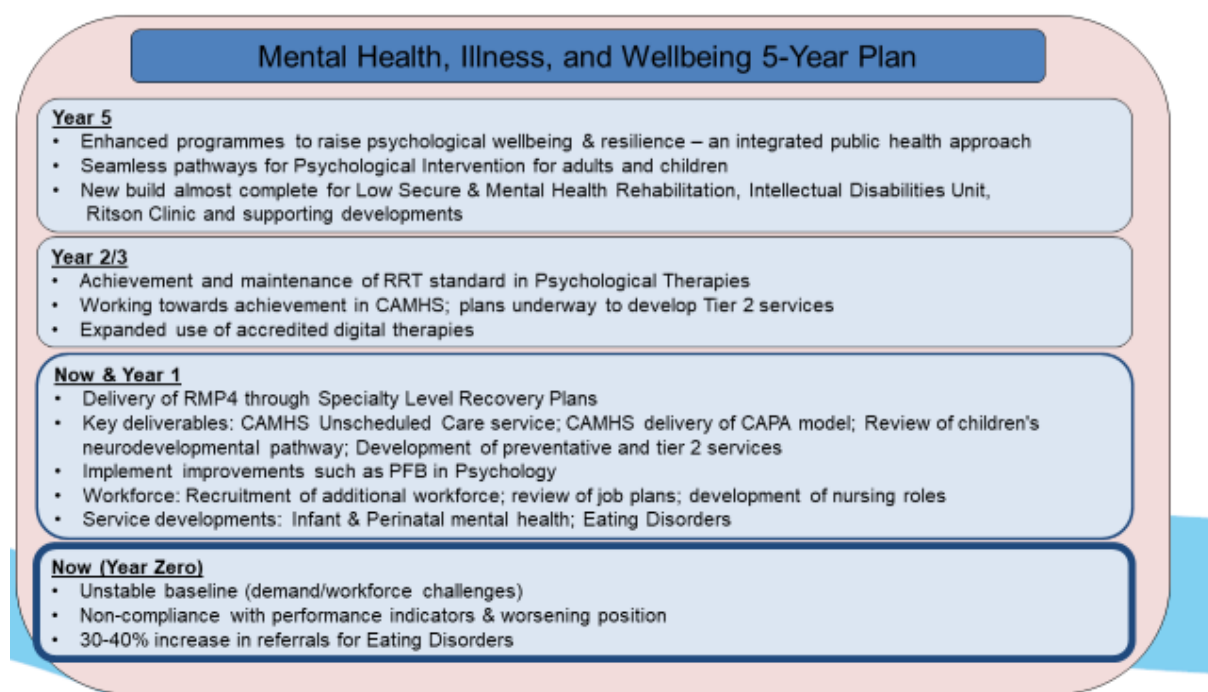 Mental Health, Illness, and Wellbeing 5-Year Plan
Year 5
• Enhanced programmes to raise psychological wellbeing & resilience – an integrated public health approach
• Seamless pathways for Psychological Intervention for adults and children
• New build almost complete for Low Secure & Mental Health Rehabilitation, Intellectual Disabilities Unit,
Ritson Clinic and supporting developments
Year 2/3
• Achievement and maintenance of RRT standard in Psychological Therapies
• Working towards achievement in CAMHS; plans underway to develop Tier 2 services
• Expanded use of accredited digital therapies
Now & Year 1
• Delivery of RMP4 through Specialty Level Recovery Plans
• Key deliverables: CAMHS Unscheduled Care service; CAMHS delivery of CAPA model; Review of children's
neurodevelopmental pathway; Development of preventative and tier 2 services
• Implement improvements such as PFB in Psychology
• Workforce: Recruitment of additional workforce; review of job plans; development of nursing roles
• Service developments: Infant & Perinatal mental health; Eating Disorders
Now (Year Zero)
• Unstable baseline (demand/workforce challenges)
• Non-compliance with performance indicators & worsening position
• 30-40% increase in referrals for Eating Disorders